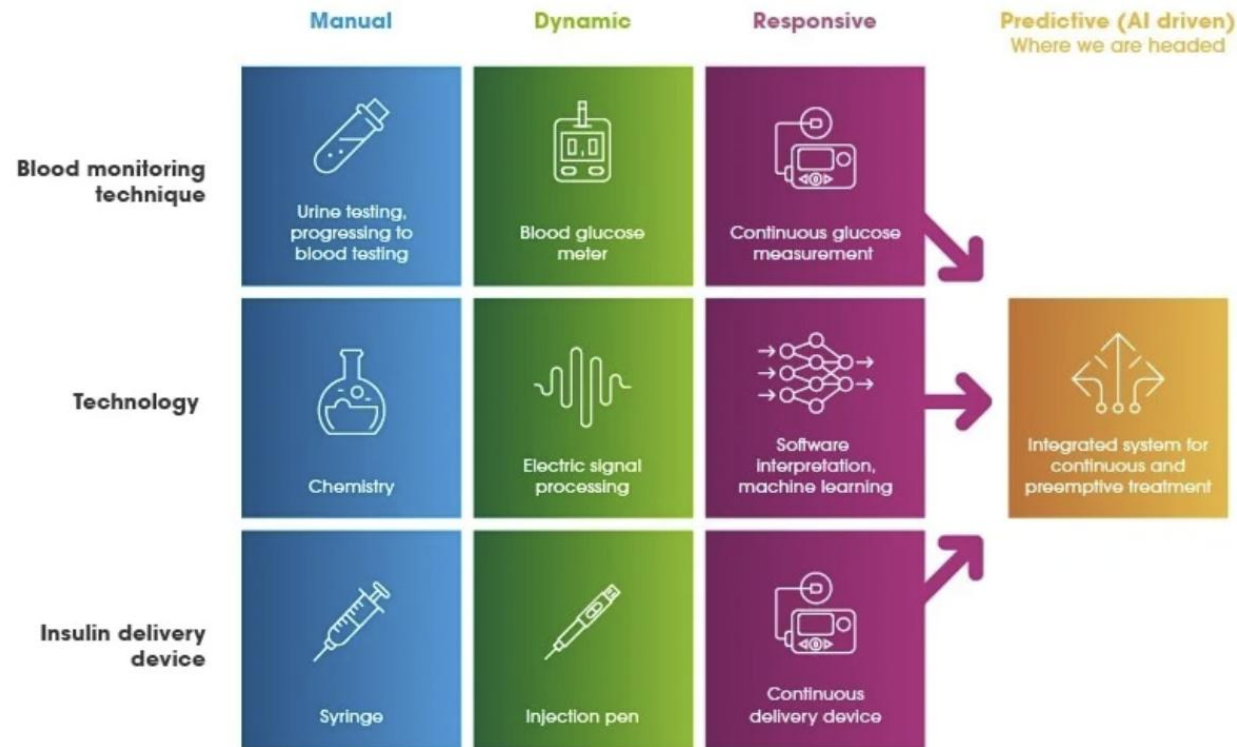 Manual
Dynamic
Responsive
Predictive (AI driven)
Where we are headed
Blood monitoring
technique
Urine testing,
progressing to
blood testing
Blood glucose
meter
Continuous glucose
measurement
Technology
Chemistry
Electric signal
processing
Software
interpretation,
machine learning
Integrated system for
continuous and
preemptive treatment
Insulin delivery
device
Syringe
Injection pen
Continuous
delivery device